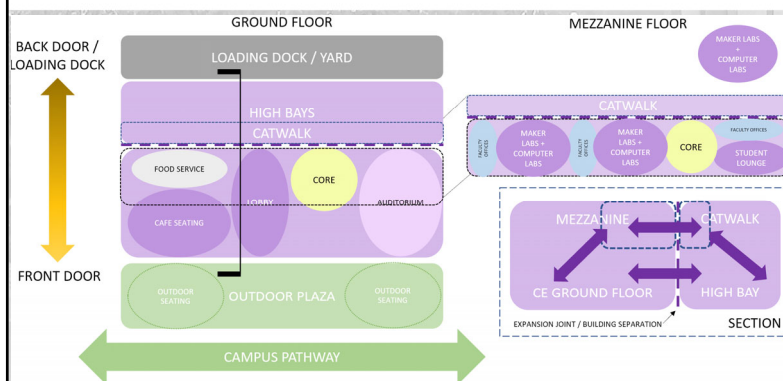 GROUND FLOOR
MEZZANINE FLOOR
BACK DOOR /
LOADING DOCK
FRONT DOOR
LOADING DOCK / YARD
HIGH BAYS
CATWALK
FOOD SERVICE
CAFE SEATING
LOBBY
CORE
AUDITORIUM
OUTDOOR
SEATING
OUTDOOR PLAZA
OUTDOOR
SEATING
CAMPUS PATHWAY
MAKER LABS
+
COMPUTER
LABS
CATWALK
FACULTY
OFFICES
MAKER
LABS +
COMPUTER
LABS
FACULTY
OFFICES
MAKER
LABS +
COMPUTER
LABS
CORE
FACULTY OFFICES
STUDENT
LOUNGE
MEZZANINE
CATWALK
CE GROUND FLOOR
HIGH BAY
EXPANSION JOINT / BUILDING SEPARATION
SECTION